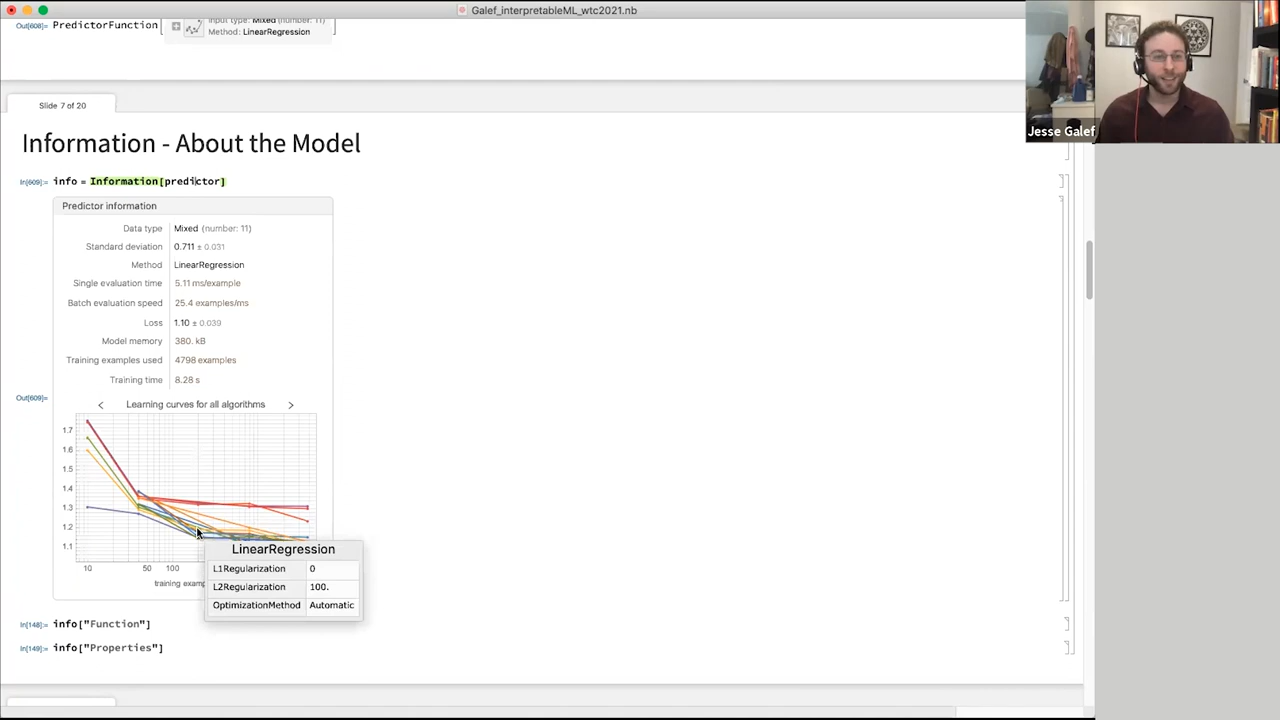 Galef_interpretableML_wtc2021.nb
Out[608]= PredictorFunction[
Input type: Mixed (number: 11)
Method: LinearRegression
]
Jesse Galef
Slide 7 of 20
Information - About the Model
In[609]:= info = Information[predictor]
Predictor information
Data type Mixed (number: 11)
Standard deviation 0.711 ± 0.031
Method LinearRegression
Single evaluation time 5.11 ms/example
Batch evaluation speed 25.4 examples/ms
Loss 1.10 ± 0.039
Model memory 380. kB
Training examples used 4798 examples
Training time 8.28 s
Out[609]=
< Learning curves for all algorithms >
1.7
1.6
1.5
1.4
1.3
1.2
1.1
10 50 100
training
LinearRegression
L1Regularization 0
L2Regularization 100.
OptimizationMethod Automatic
In[148]:= info["Function"]
In[149]:= info["Properties"]